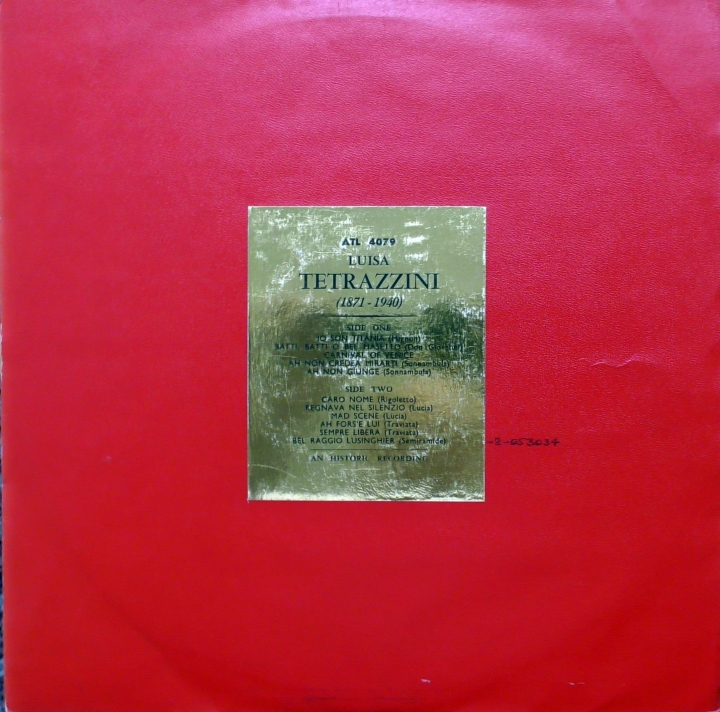 ATL 4079
LUISA
TETRAZZINI
(1871 - 1940)
SIDE ONE
IO SON TITANIA (Mignon)
BATTI, BATTI O BEL MASETTO (Don Giovanni)
CARNIVAL OF VENICE
AH NON CREDEA MIRARTI (Sonnambula)
AH NON GIUNGE (Sonnambula)
SIDE TWO
CARO NOME (Rigoletto)
REGNAVA NEL SILENZIO (Lucia)
MAD SCENE (Lucia)
AH FORS'E LUI (Traviata)
SEMPRE LIBERA (Traviata)
BEL RAGGIO LUSINGHIER (Semiramide) -2-053034
AN HISTORIC RECORDING